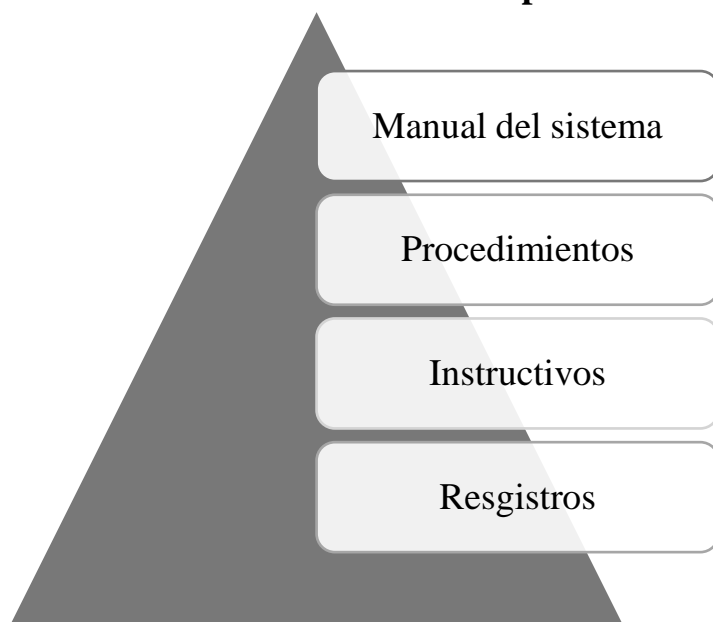 Manual del sistema
Procedimientos
Instructivos
Resgistros